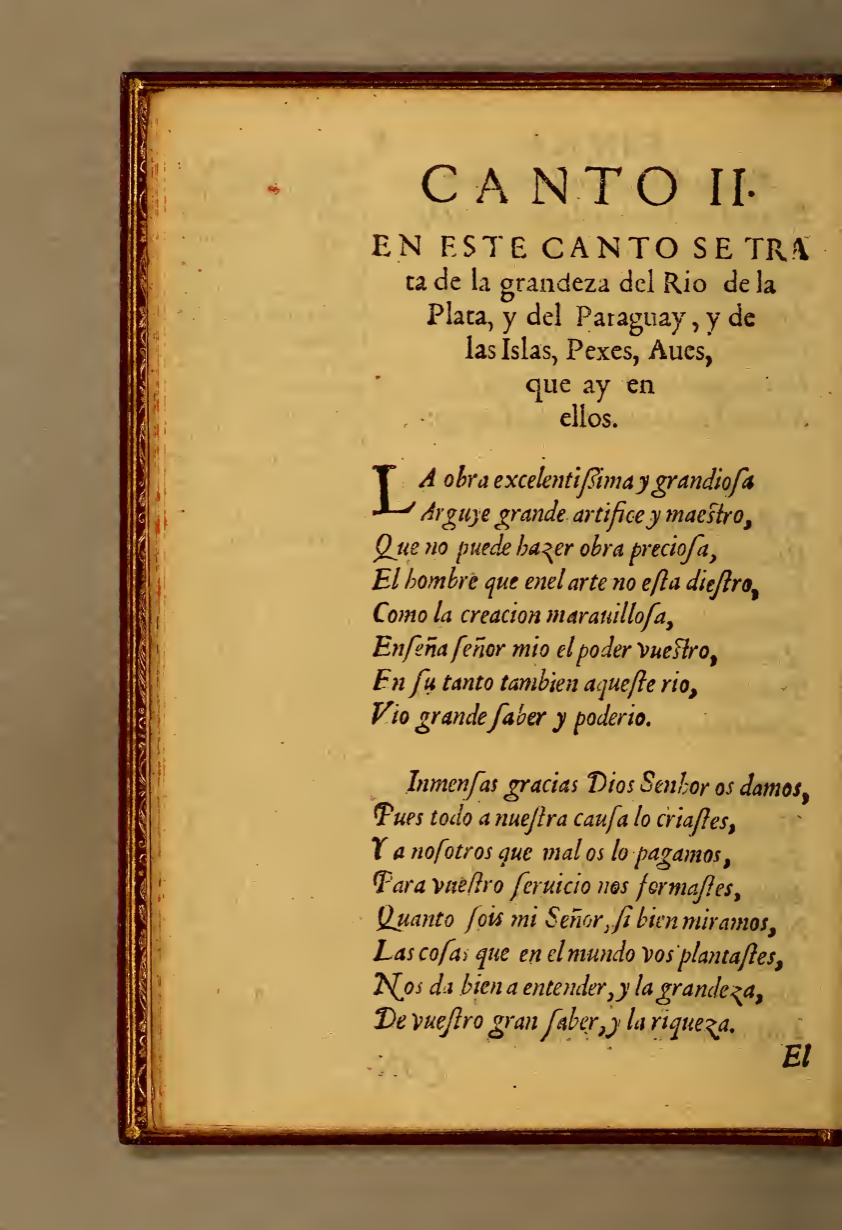 CANTO II.
EN ESTE CANTO SE TRA
ta de la grandeza del Rio de la
Plata, y del Paraguay, y de
las Islas, Pexes, Aues,
que ay en
ellos.
LA obra excelentiſsima y grandioſa
Arguye grande artifice y maeſtro,
Que no puede hazer obra precioſa,
El hombre que enel arte no eſta dieſtro,
Como la creacion marauilloſa,
Enſeña ſeñor mio el poder vueſtro,
En ſu tanto tambien aqueſte rio,
Vio grande ſaber y poderio.
Inmenſas gracias Dios Senhor os damos,
Pues todo a nueſtra cauſa lo criaſtes,
Y a noſotros que mal os lo pagamos,
Para vueſtro ſeruicio nos formaſtes,
Quanto ſois mi Señor, ſi bien miramos,
Las coſas que en el mundo vos plantaſtes,
Nos da bien a entender, y la grandeza,
De vueſtro gran ſaber, y la riqueza.
El